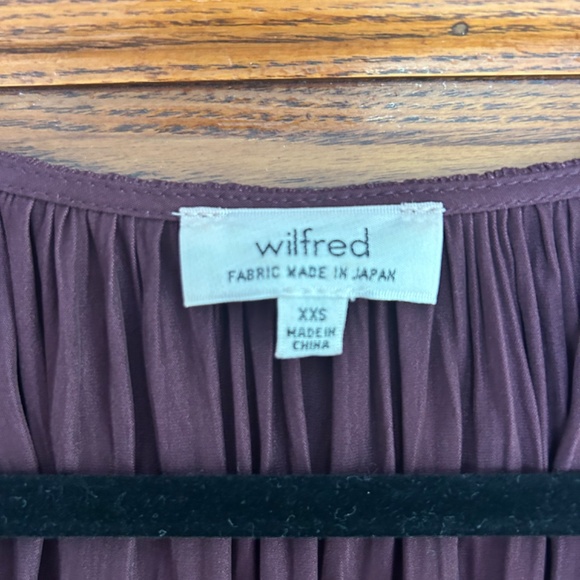 wilfred
FABRIC MADE IN JAPAN
XXS
MADE IN
CHINA